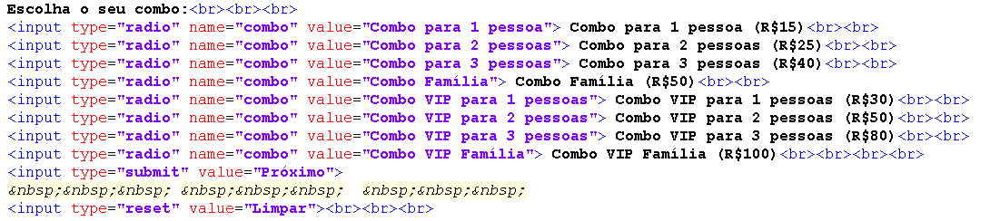 Escolha o seu combo:<br><br><br>
<input type="radio" name="combo" value="Combo para 1 pessoa"> Combo para 1 pessoa (R$15)<br><br>
<input type="radio" name="combo" value="Combo para 2 pessoas"> Combo para 2 pessoas (R$25)<br><br>
<input type="radio" name="combo" value="Combo para 3 pessoas"> Combo para 3 pessoas (R$40)<br><br>
<input type="radio" name="combo" value="Combo Família"> Combo Família (R$50)<br><br>
<input type="radio" name="combo" value="Combo VIP para 1 pessoas"> Combo VIP para 1 pessoas (R$30)<br><br>
<input type="radio" name="combo" value="Combo VIP para 2 pessoas"> Combo VIP para 2 pessoas (R$50)<br><br>
<input type="radio" name="combo" value="Combo VIP para 3 pessoas"> Combo VIP para 3 pessoas (R$80)<br><br>
<input type="radio" name="combo" value="Combo VIP Família"> Combo VIP Família (R$100)<br><br><br><br>
<input type="submit" value="Próximo">
&nbsp;&nbsp;&nbsp; &nbsp;&nbsp;&nbsp;  &nbsp;&nbsp;&nbsp;
<input type="reset" value="Limpar"><br><br><br>